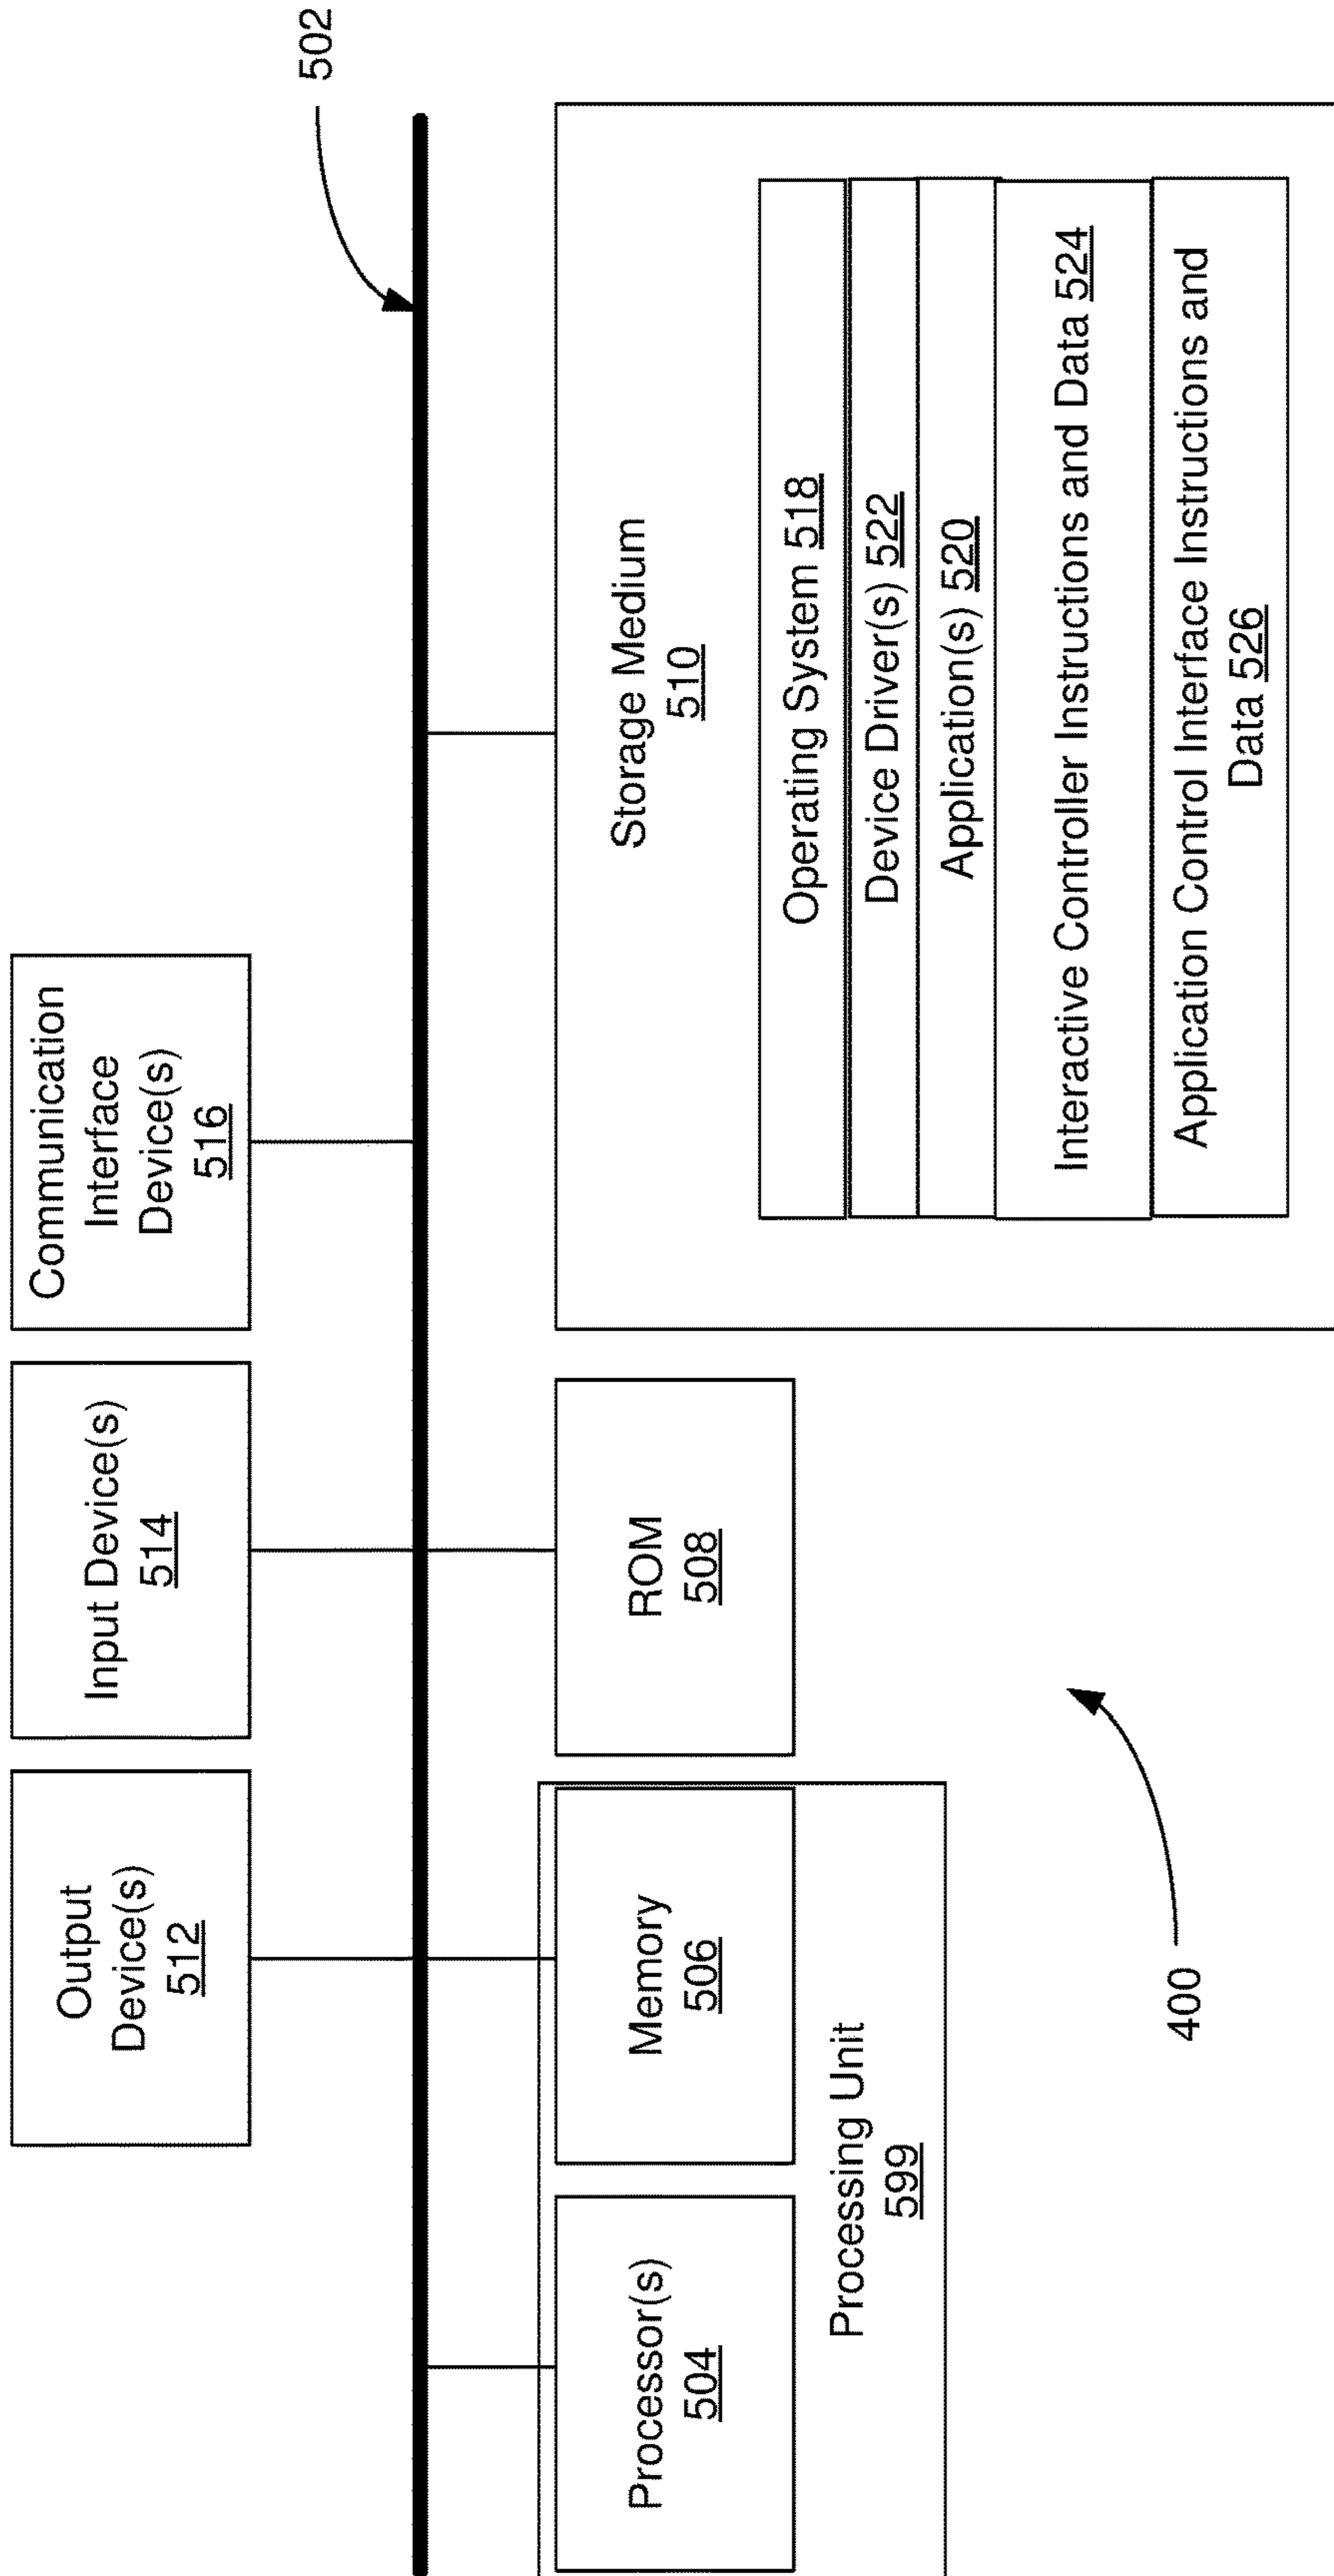 Output
Device(s)
512
Input Device(s)
514
Communication
Interface
Device(s)
516
502
Processor(s)
504
Memory
506
Processing Unit
599
ROM
508
Storage Medium
510
Operating System 518
Device Driver(s) 522
Application(s) 520
Interactive Controller Instructions and Data 524
Application Control Interface Instructions and
Data 526
400